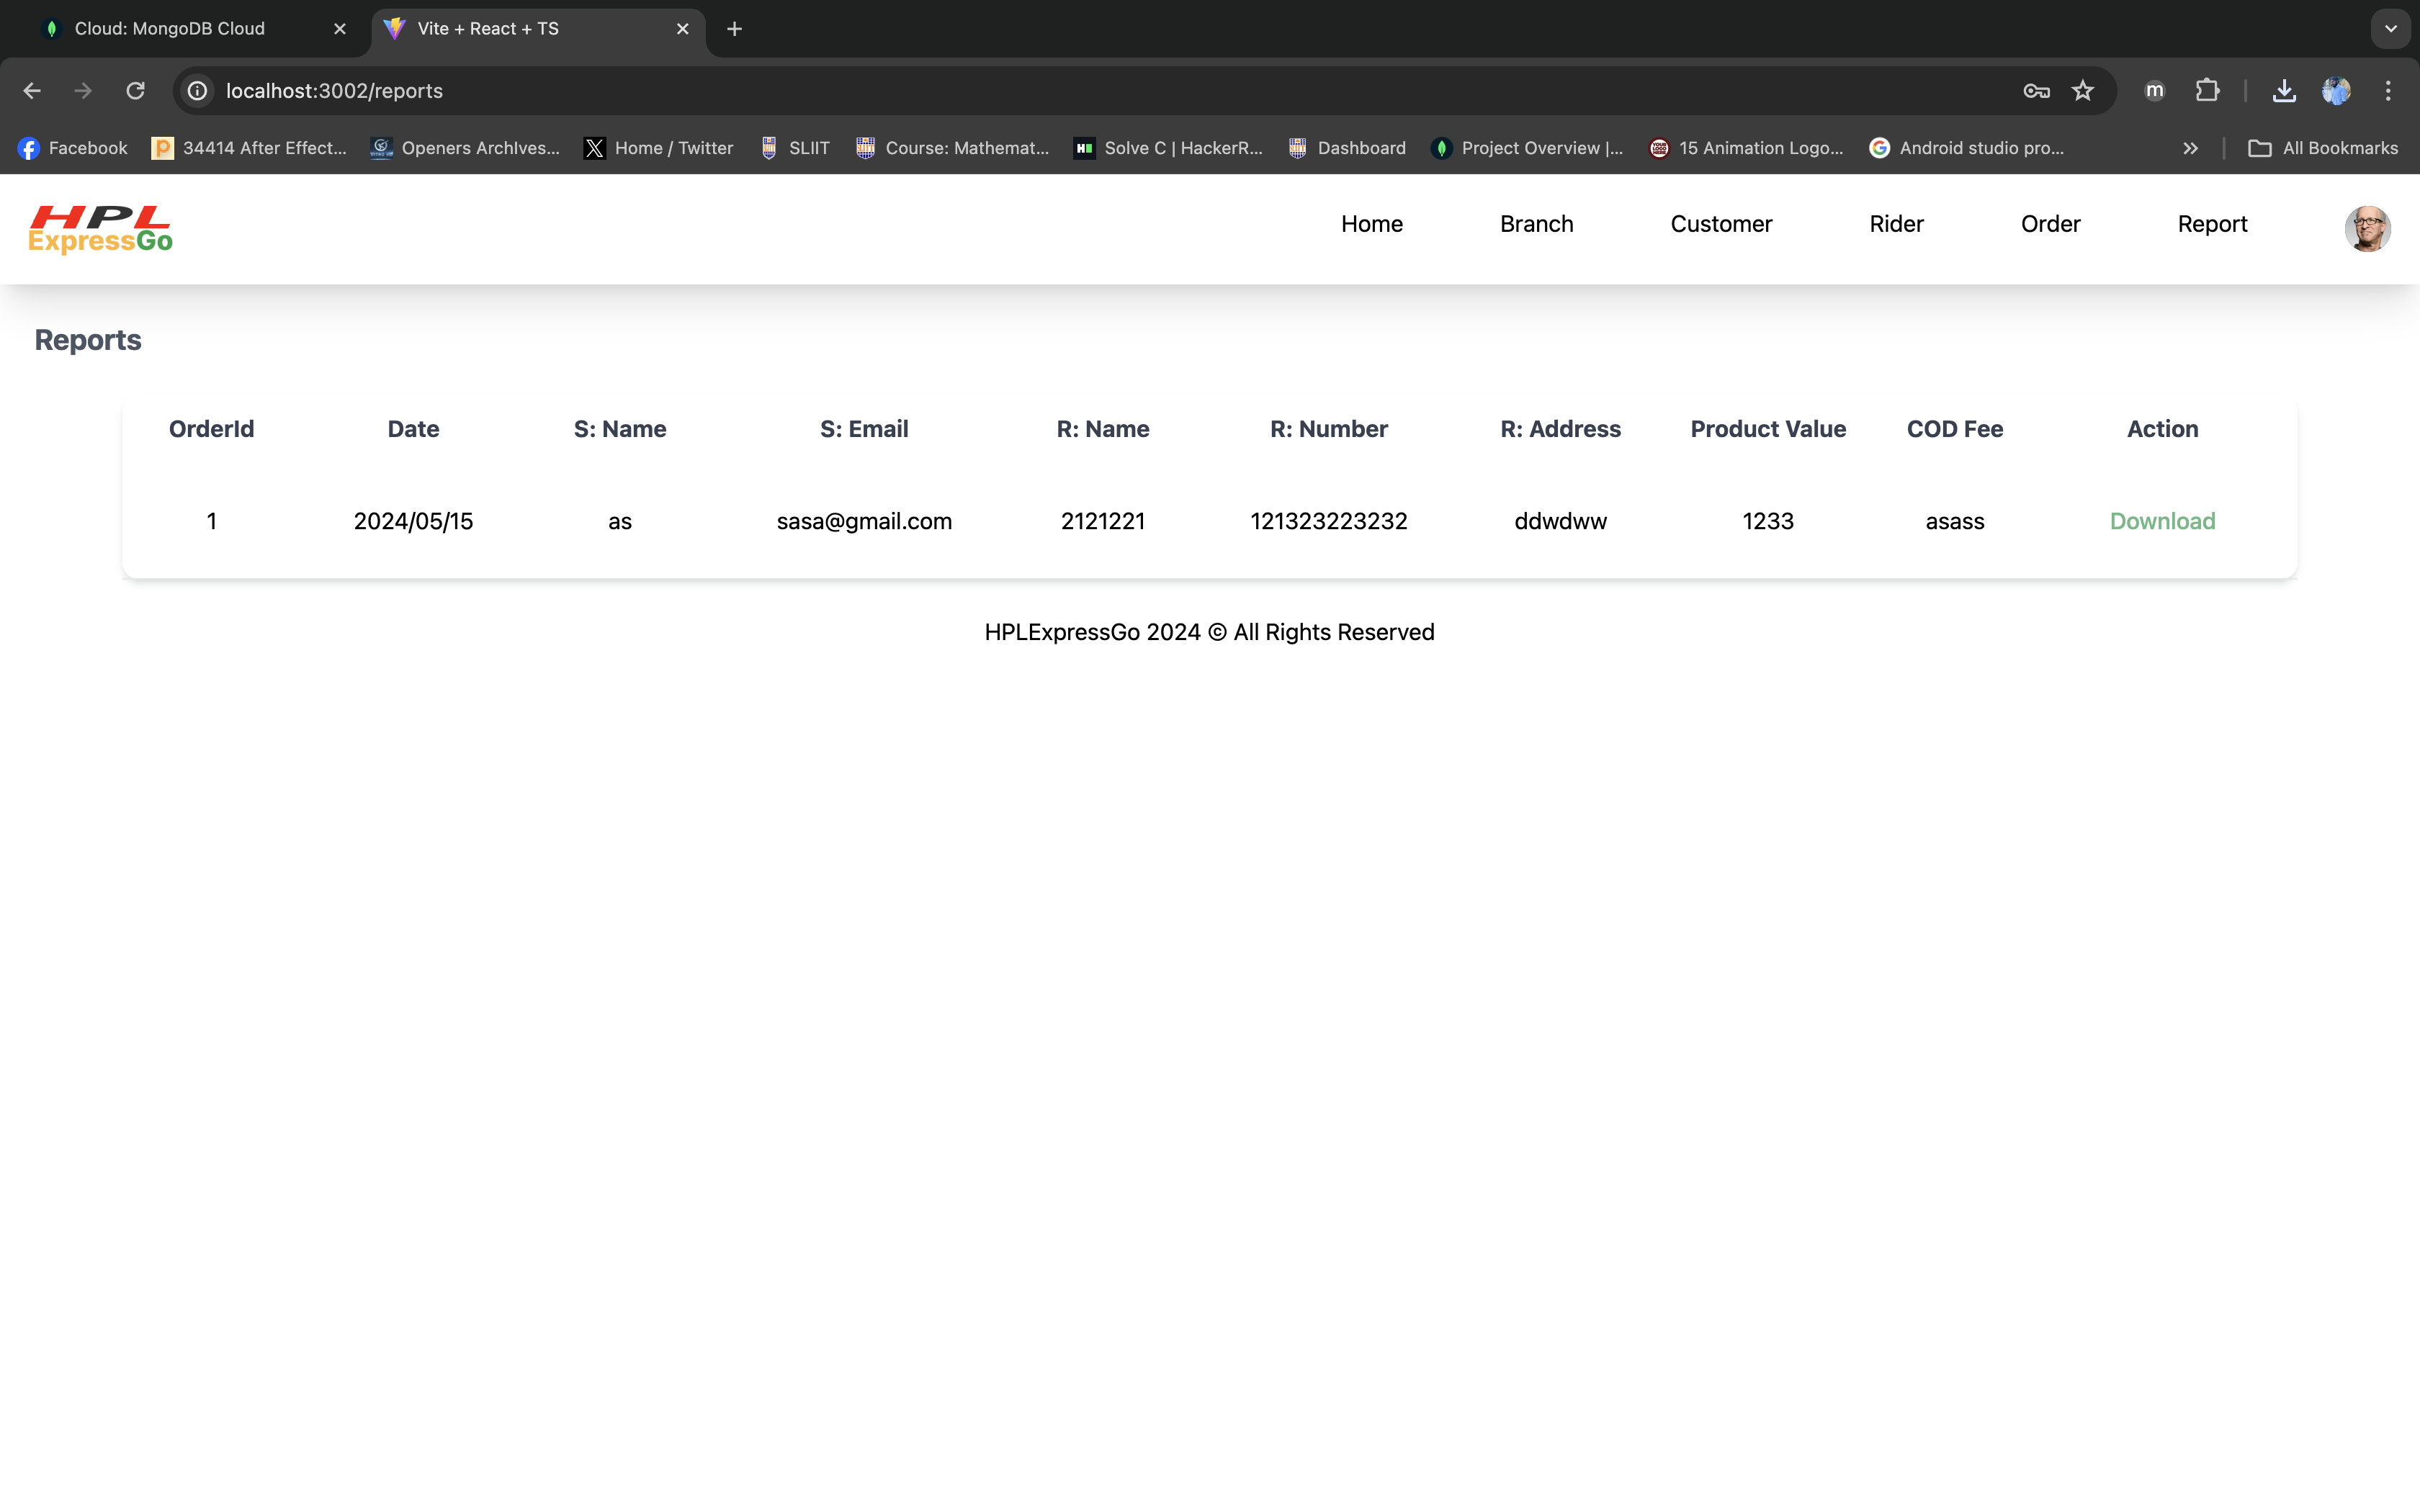 Cloud: MongoDB Cloud
Vite + React + TS
localhost:3002/reports
m
Facebook
34414 After Effect...
Openers ArchIves...
Home / Twitter
SLIIT
Course: Mathemat...
Solve C | HackerR...
Dashboard
Project Overview |...
15 Animation Logo...
Android studio pro...
All Bookmarks
HPL
ExpressGo
Home Branch Customer Rider Order Report
Reports
OrderId Date S: Name S: Email R: Name R: Number R: Address Product Value COD Fee Action
1 2024/05/15 as sasa@gmail.com 2121221 121323223232 ddwdww 1233 asass Download
HPLExpressGo 2024 © All Rights Reserved